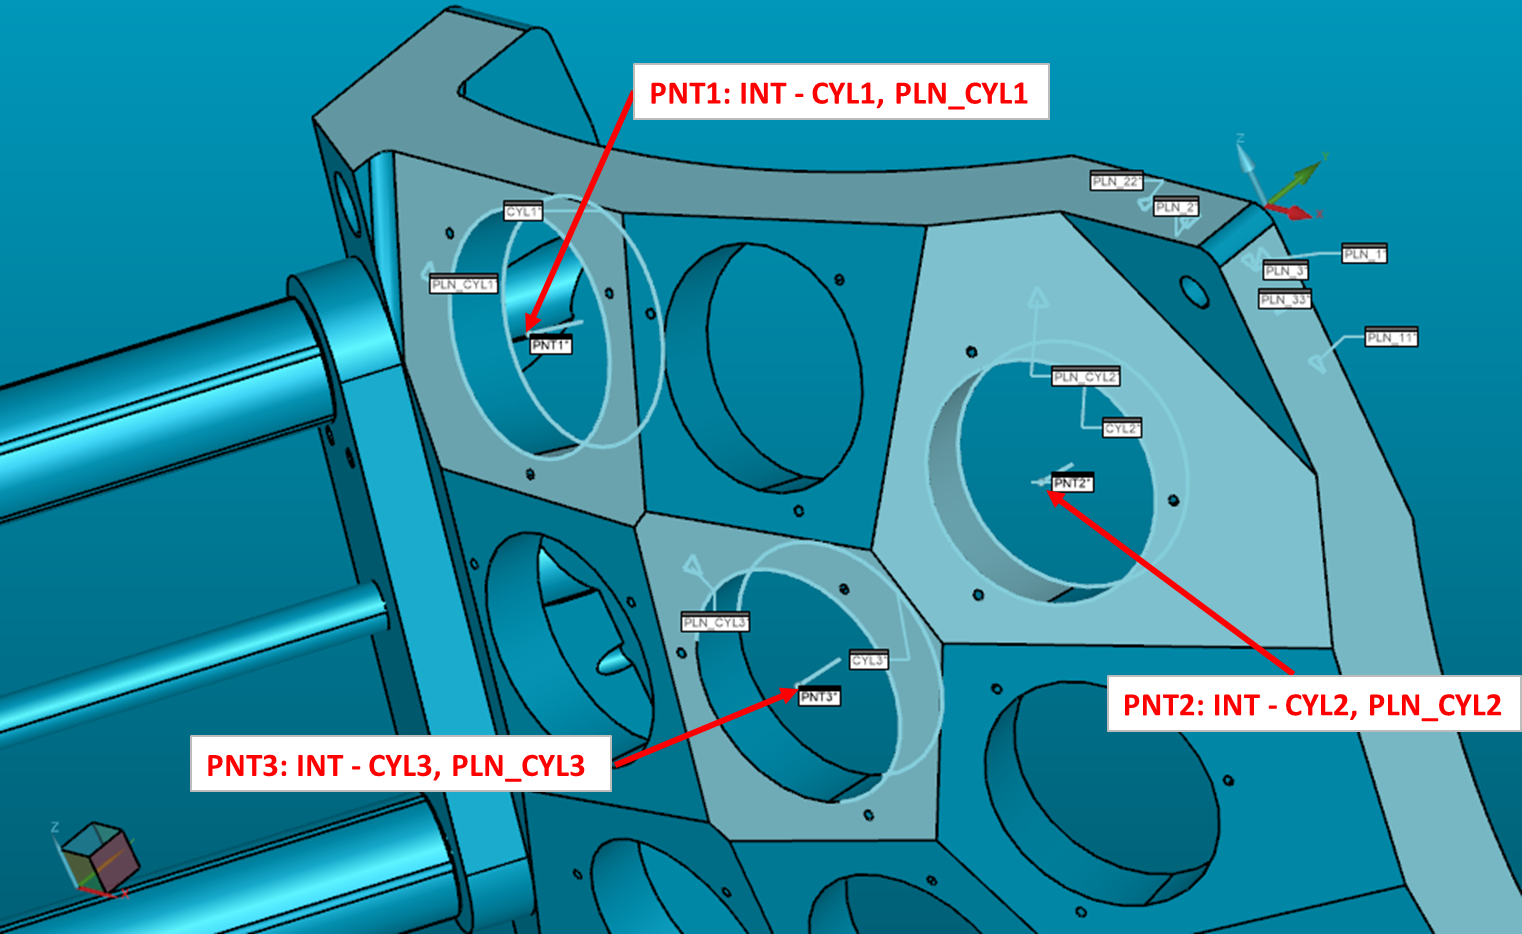 PNT1: INT - CYL1, PLN_CYL1
Z
Y
X
PLN_22*
PLN_2*
CYL1*
PLN_1*
PLN_3*
PLN_CYL1*
PLN_33*
PLN_11*
PNT1*
PLN_CYL2*
CYL2*
PNT2*
PLN_CYL3*
CYL3*
PNT3*
PNT2: INT - CYL2, PLN_CYL2
PNT3: INT - CYL3, PLN_CYL3
Z
X